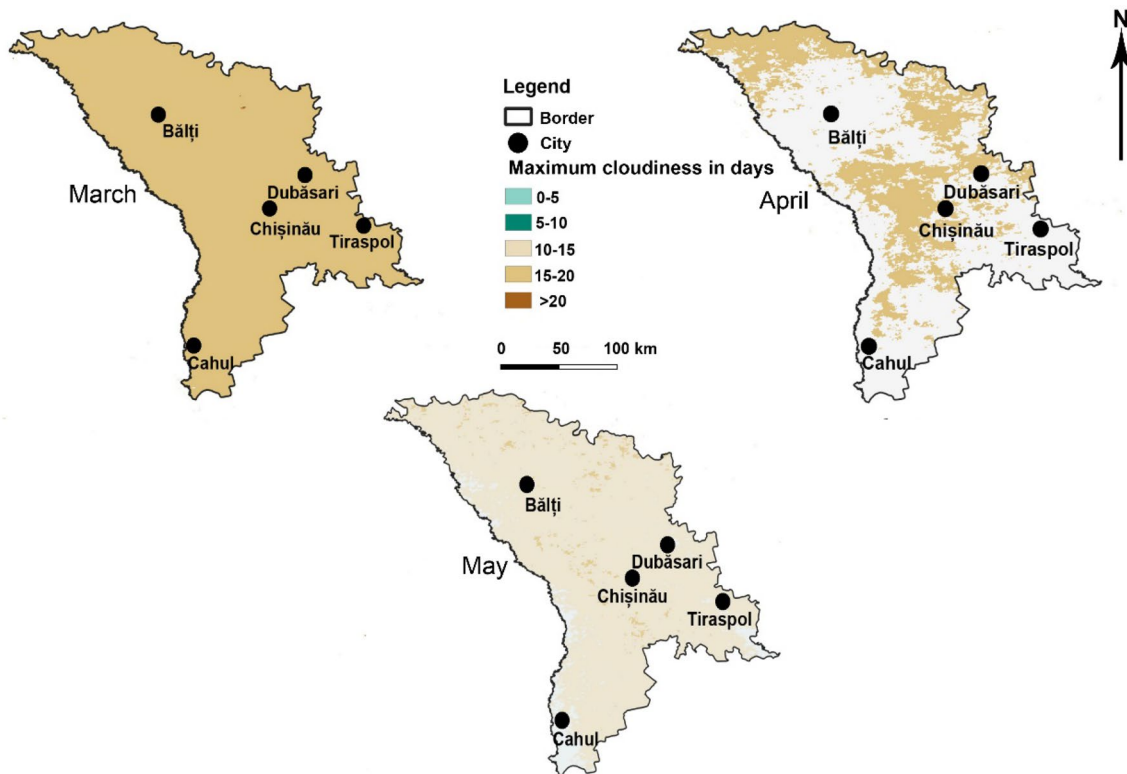 March
Bălți
Dubăsari
Chișinău
Tiraspol
Cahul
Legend
Border
City
Maximum cloudiness in days
0-5
5-10
10-15
15-20
>20
0 50 100 km
N
April
Bălți
Dubăsari
Chișinău
Tiraspol
Cahul
May
Bălți
Dubăsari
Chișinău
Tiraspol
Cahul